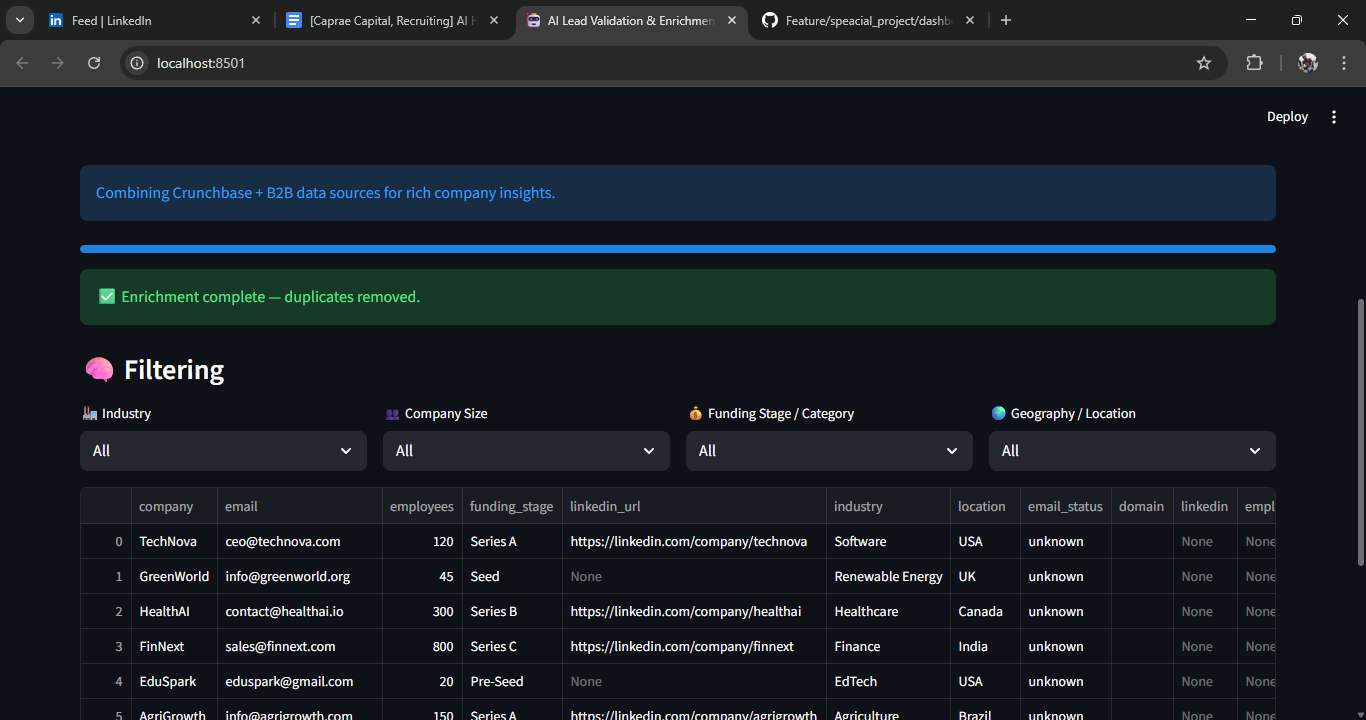 Feed | LinkedIn
[Caprae Capital, Recruiting] AI H
AI Lead Validation & Enrichmen
Feature/speacial_project/dashb
localhost:8501
Deploy
Combining Crunchbase + B2B data sources for rich company insights.
✅ Enrichment complete — duplicates removed.
🧠 Filtering
🏭 Industry
👥 Company Size
💰 Funding Stage / Category
🌍 Geography / Location
All
All
All
All
company email employees funding_stage linkedin_url industry location email_status domain linkedin empl
0 TechNova ceo@technova.com 120 Series A https://linkedin.com/company/technova Software USA unknown None None
1 GreenWorld info@greenworld.org 45 Seed None Renewable Energy UK unknown None None
2 HealthAI contact@healthai.io 300 Series B https://linkedin.com/company/healthai Healthcare Canada unknown None None
3 FinNext sales@finnext.com 800 Series C https://linkedin.com/company/finnext Finance India unknown None None
4 EduSpark eduspark@gmail.com 20 Pre-Seed None EdTech USA unknown None None
5 AgriGrowth info@agrigrowth.com 150 Series A https://linkedin.com/company/agrigrowth Agriculture Brazil unknown None None